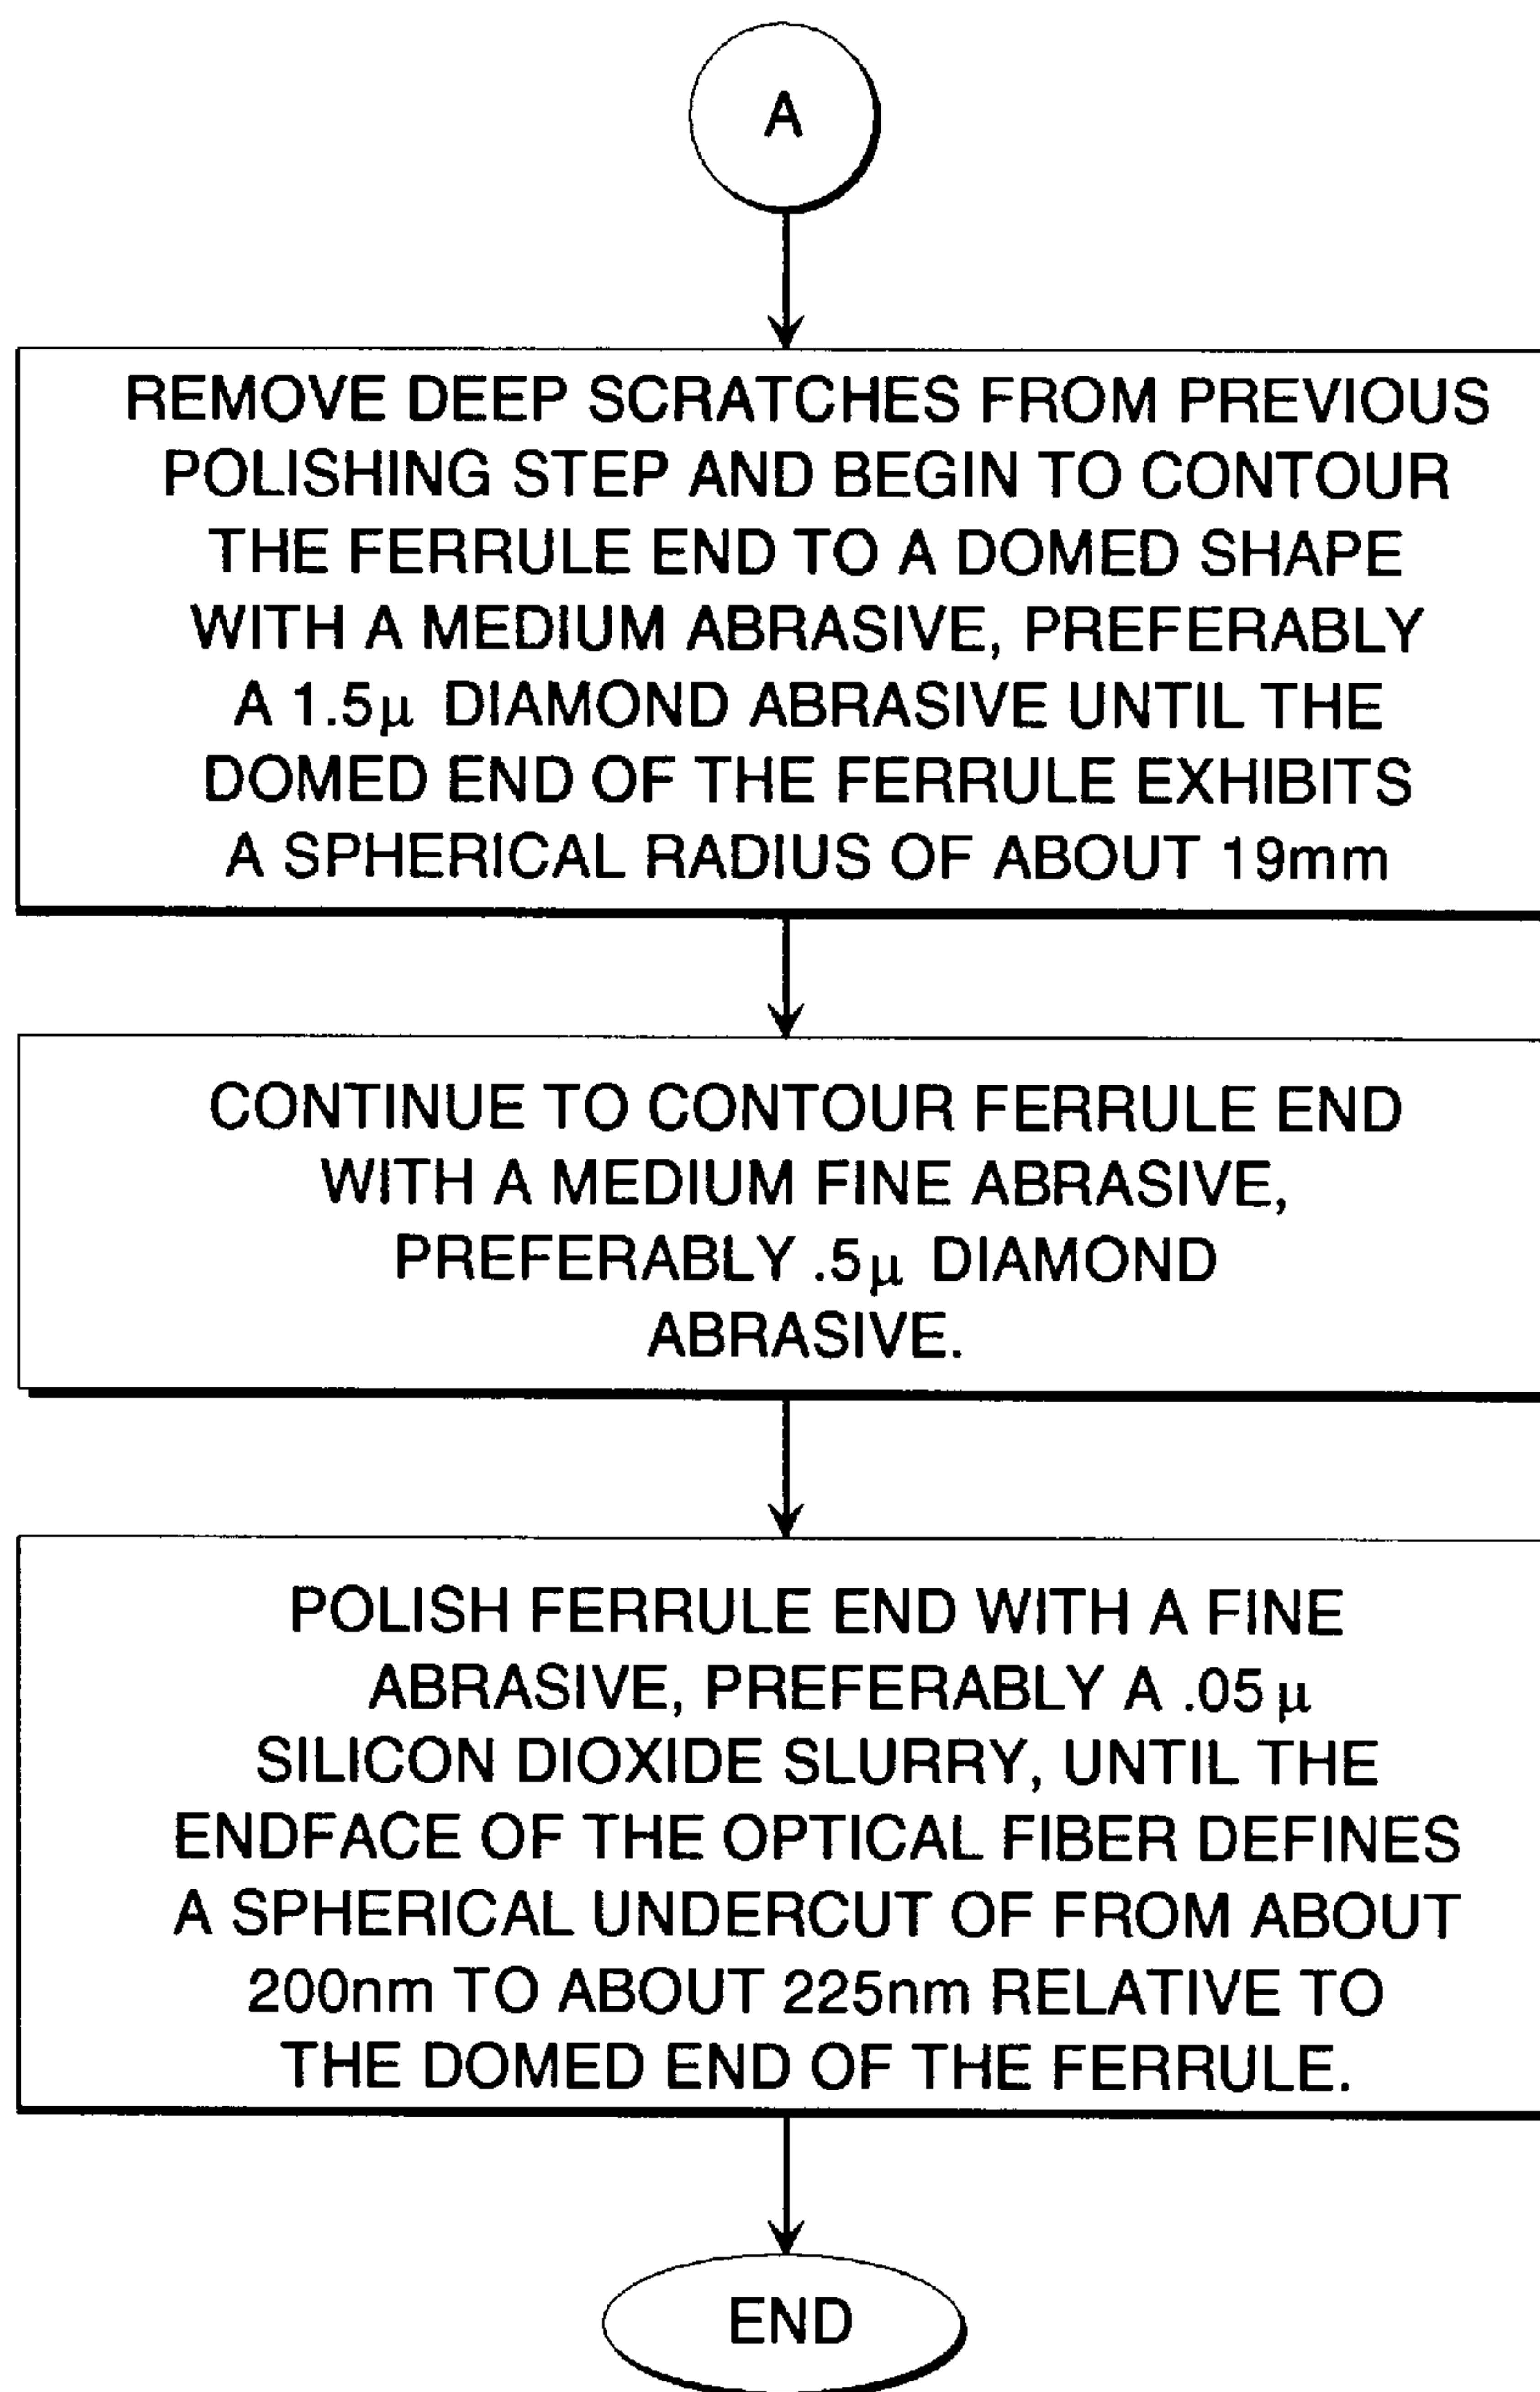 A
REMOVE DEEP SCRATCHES FROM PREVIOUS
POLISHING STEP AND BEGIN TO CONTOUR
THE FERRULE END TO A DOMED SHAPE
WITH A MEDIUM ABRASIVE, PREFERABLY
A 1.5μ DIAMOND ABRASIVE UNTIL THE
DOMED END OF THE FERRULE EXHIBITS
A SPHERICAL RADIUS OF ABOUT 19mm
CONTINUE TO CONTOUR FERRULE END
WITH A MEDIUM FINE ABRASIVE,
PREFERABLY .5μ DIAMOND
ABRASIVE.
POLISH FERRULE END WITH A FINE
ABRASIVE, PREFERABLY A .05μ
SILICON DIOXIDE SLURRY, UNTIL THE
ENDFACE OF THE OPTICAL FIBER DEFINES
A SPHERICAL UNDERCUT OF FROM ABOUT
200nm TO ABOUT 225nm RELATIVE TO
THE DOMED END OF THE FERRULE.
END